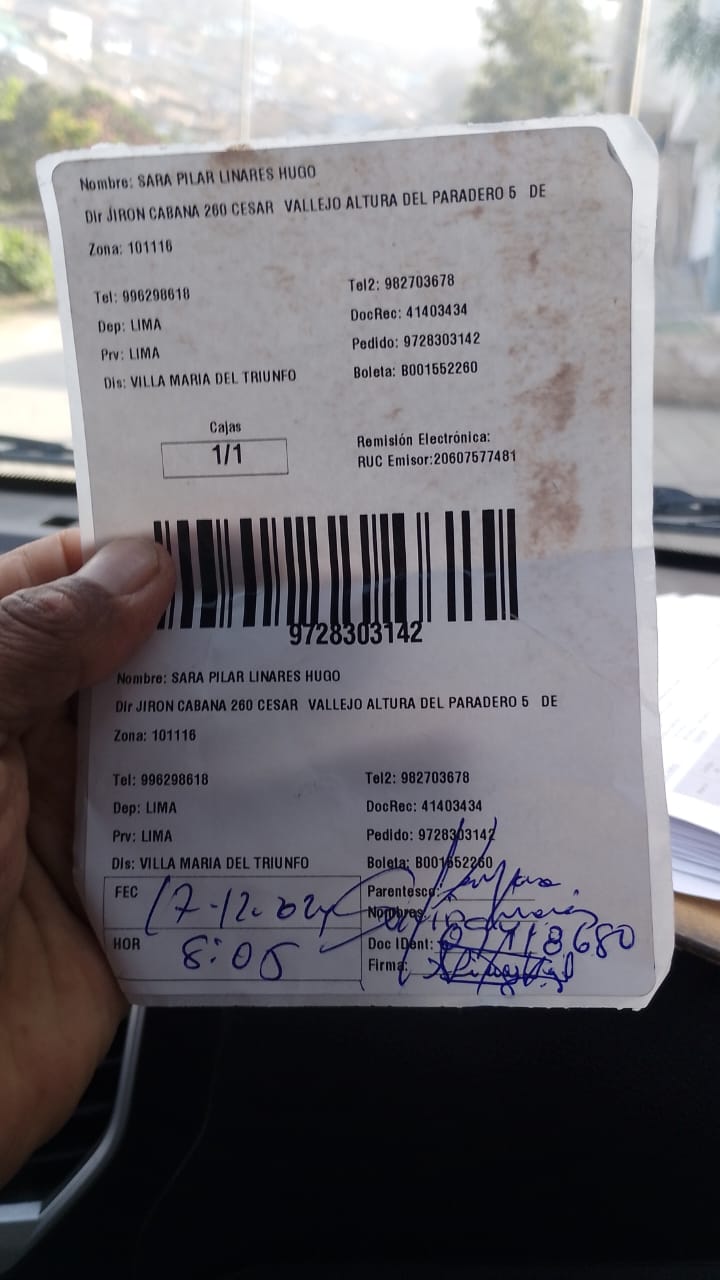 Nombre: SARA PILAR LINARES HUGO
Dir JIRON CABANA 260 CESAR VALLEJO ALTURA DEL PARADERO 5 DE
Zona: 101116
Tel: 996298618 Tel2: 982703678
Dep: LIMA DocRec: 41403434
Prv: LIMA Pedido: 9728303142
Dis: VILLA MARIA DEL TRIUNFO Boleta: B001552260
Cajas
1/1
Remisión Electrónica:
RUC Emisor:20607577481
9728303142
Nombre: SARA PILAR LINARES HUGO
Dir JIRON CABANA 260 CESAR VALLEJO ALTURA DEL PARADERO 5 DE
Zona: 101116
Tel: 996298618 Tel2: 982703678
Dep: LIMA DocRec: 41403434
Prv: LIMA Pedido: 9728303142
Dis: VILLA MARIA DEL TRIUNFO Boleta: B001552260
FEC 17-12-2024 Parentesco:
Nombres:
HOR 8:05 Doc IDent:
Firma: